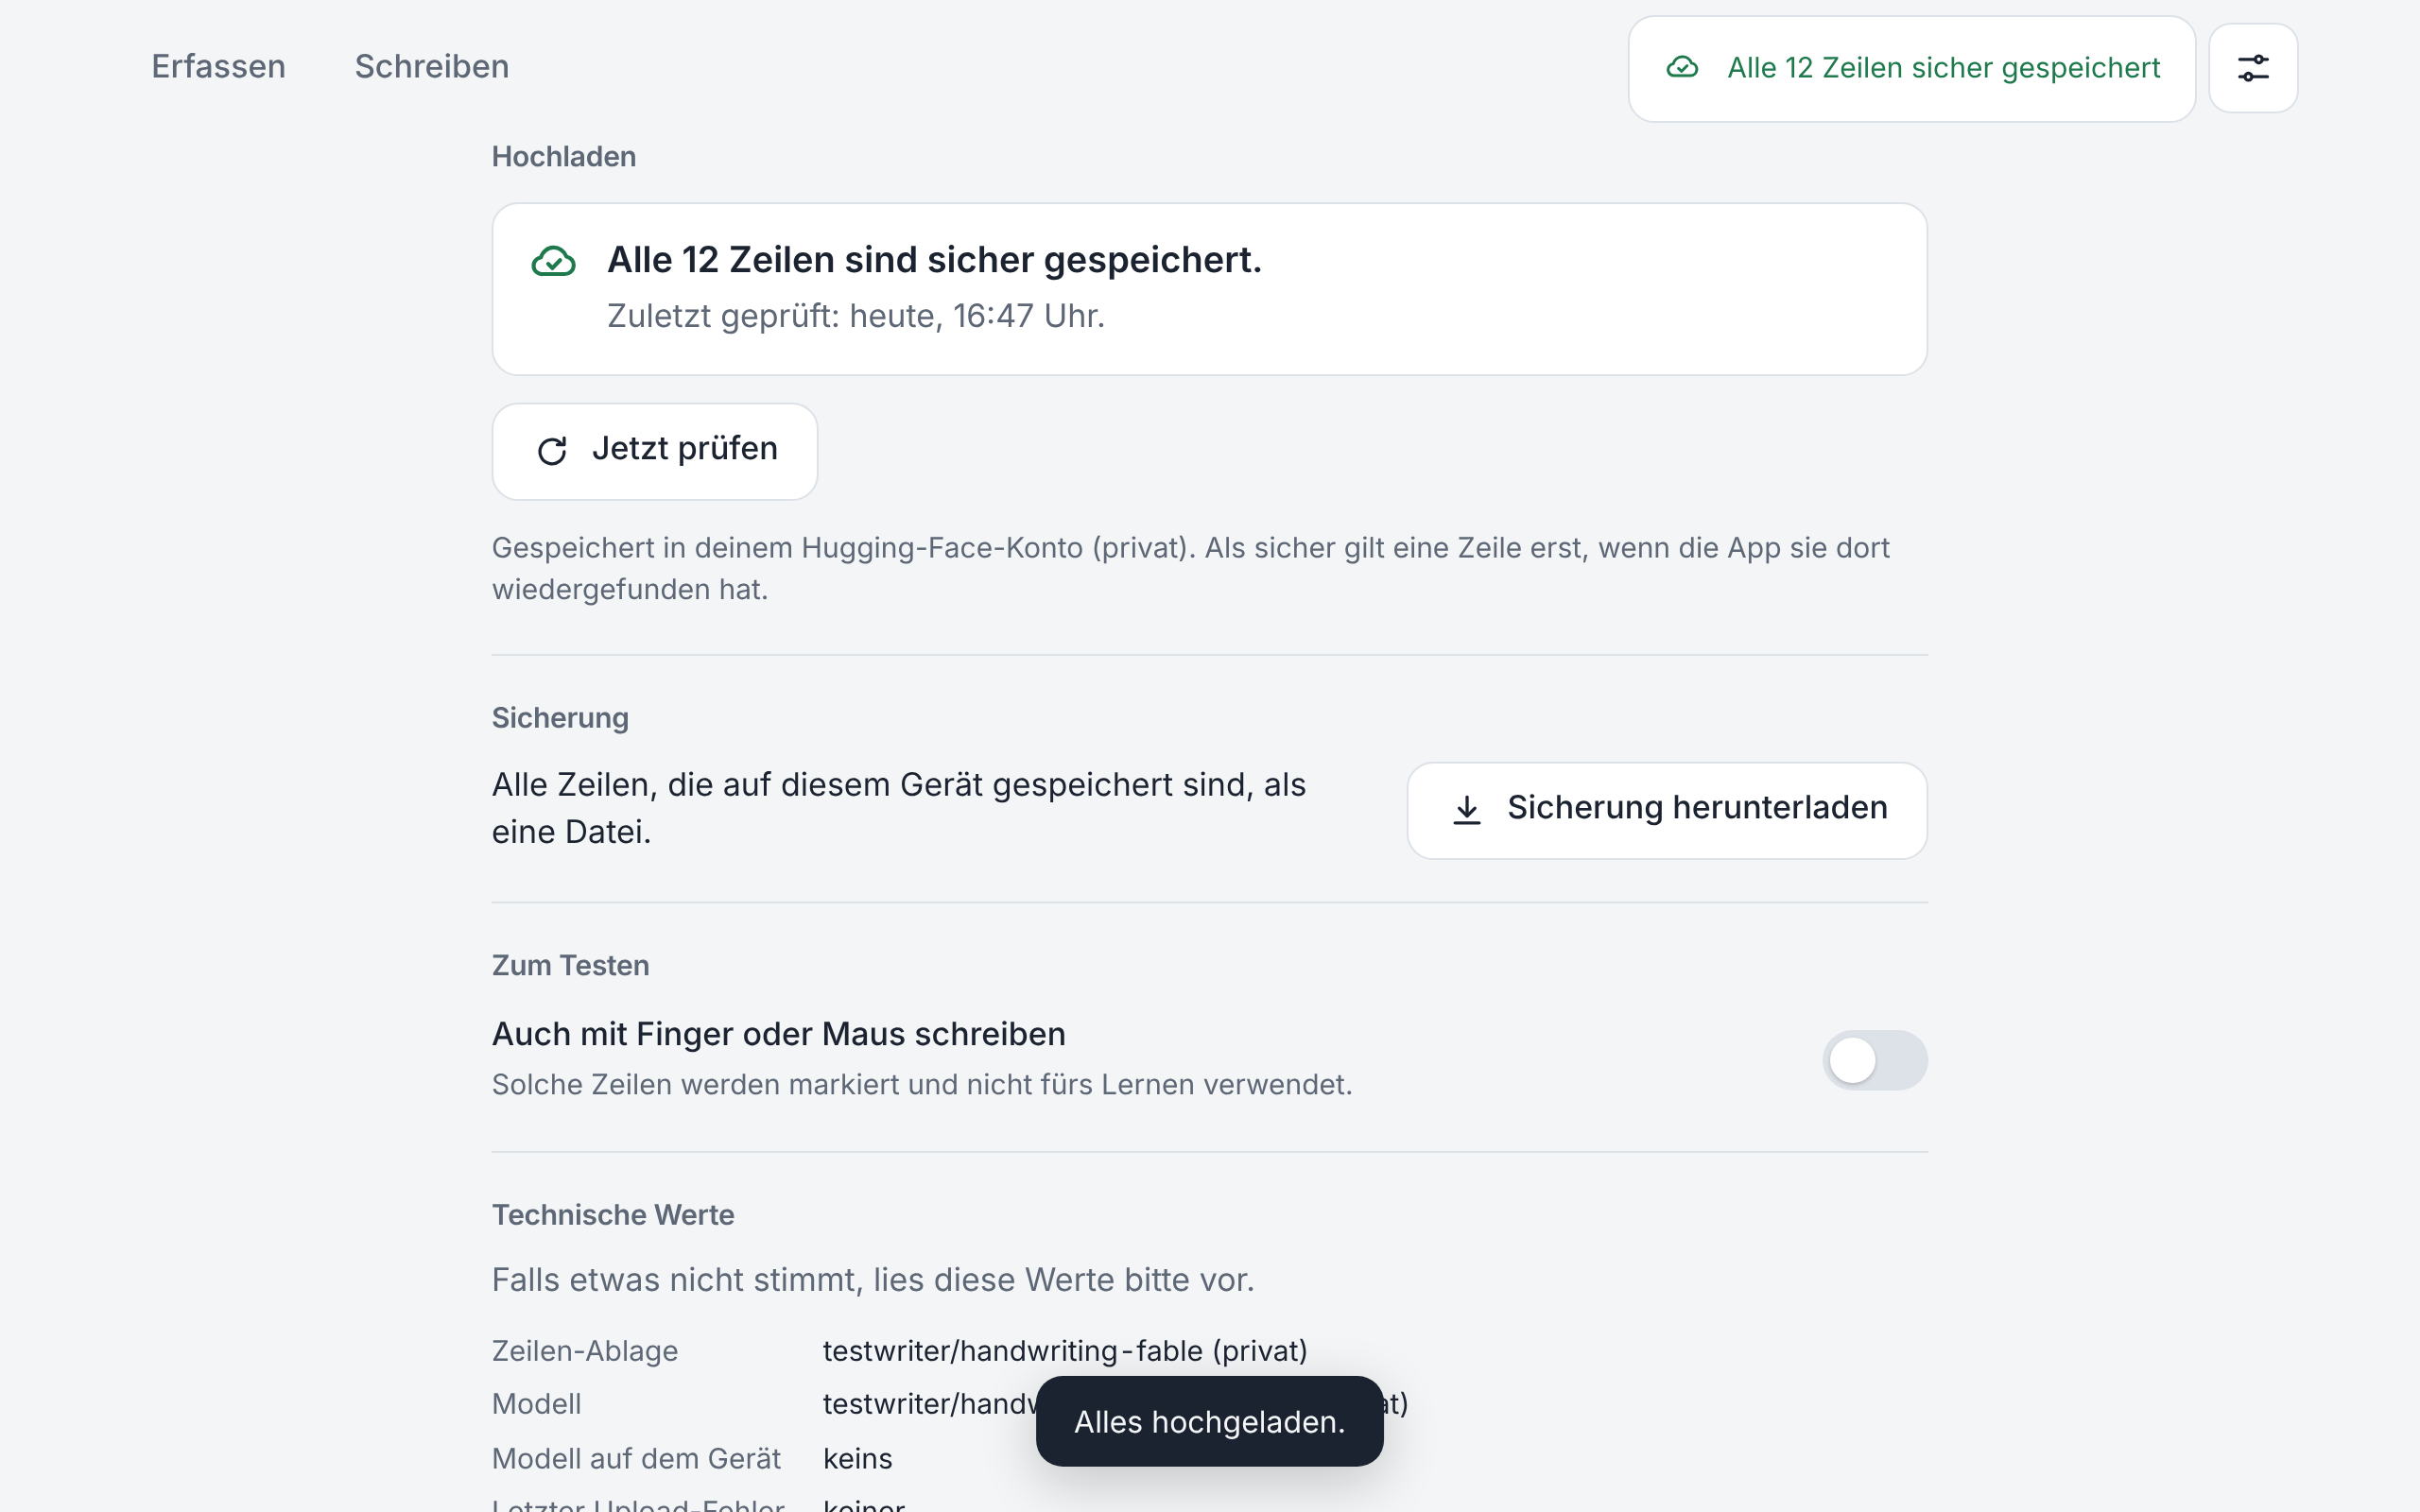 Erfassen Schreiben Alle 12 Zeilen sicher gespeichert
Hochladen
Alle 12 Zeilen sind sicher gespeichert.
Zuletzt geprüft: heute, 16:47 Uhr.
Jetzt prüfen
Gespeichert in deinem Hugging-Face-Konto (privat). Als sicher gilt eine Zeile erst, wenn die App sie dort
wiedergefunden hat.
Sicherung
Alle Zeilen, die auf diesem Gerät gespeichert sind, als
eine Datei.
Sicherung herunterladen
Zum Testen
Auch mit Finger oder Maus schreiben
Solche Zeilen werden markiert und nicht fürs Lernen verwendet.
Technische Werte
Falls etwas nicht stimmt, lies diese Werte bitte vor.
Zeilen-Ablage testwriter/handwriting-fable (privat)
Modell
Alles hochgeladen.
Modell auf dem Gerät keins
Letzter Upload-Fehler keiner